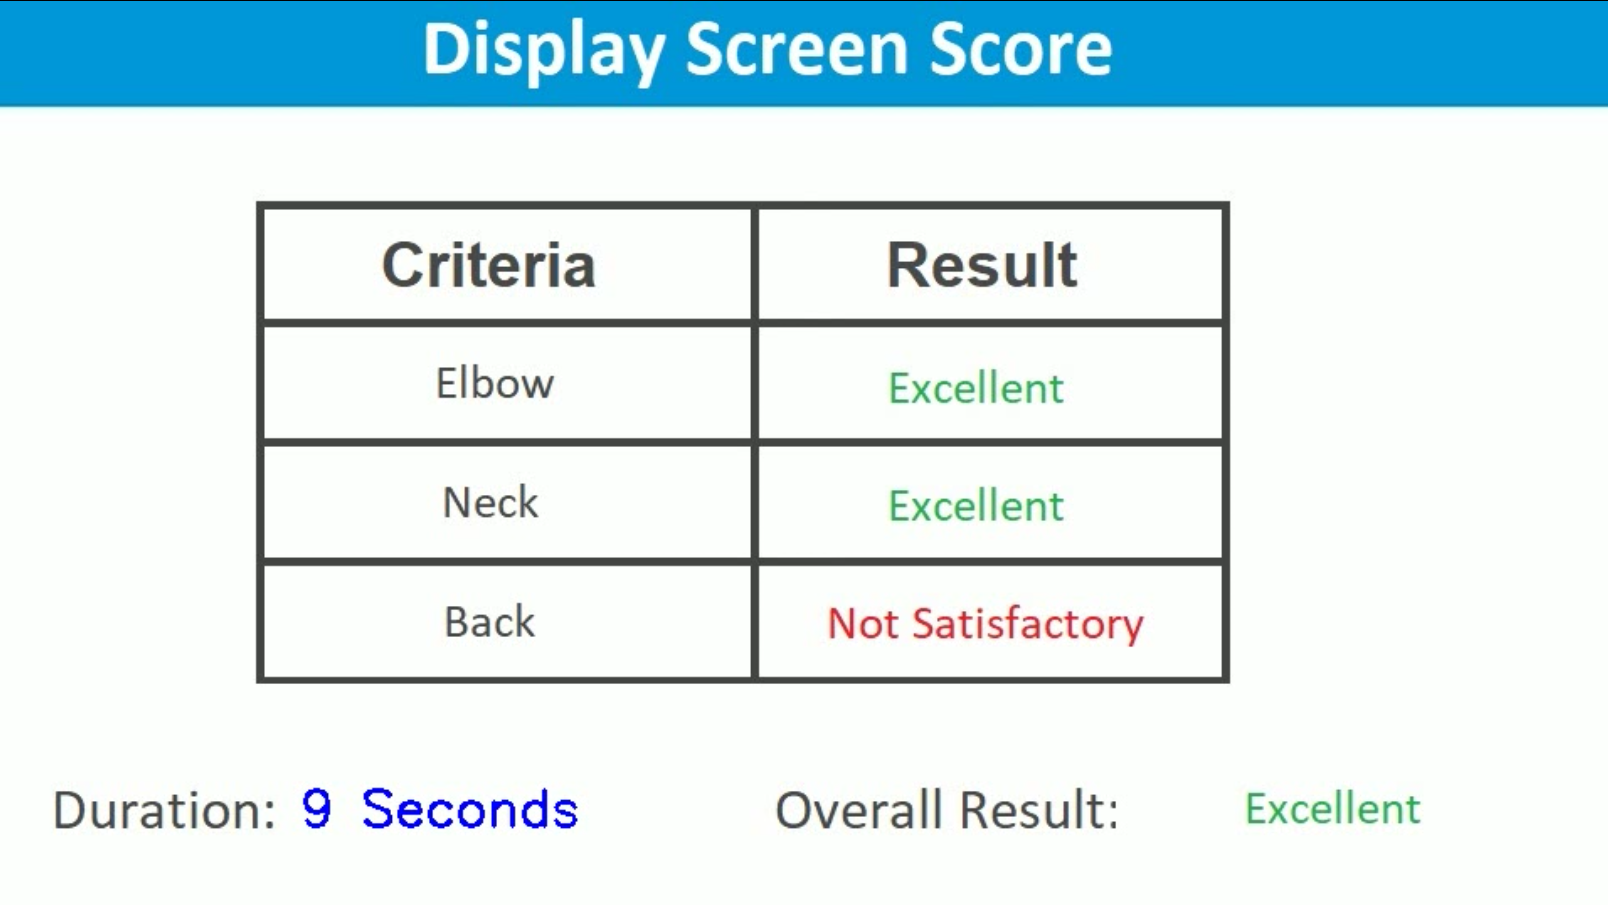 Display Screen Score
Criteria Result
Elbow Excellent
Neck Excellent
Back Not Satisfactory
Duration: 9 Seconds Overall Result: Excellent